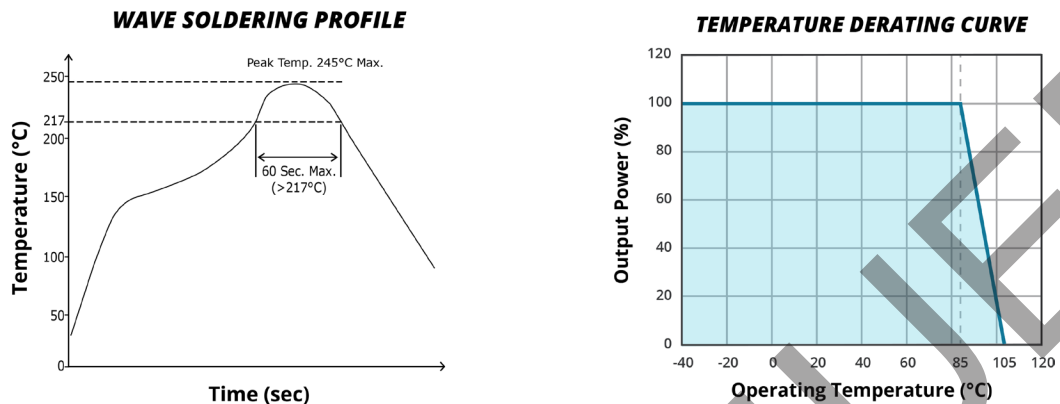 WAVE SOLDERING PROFILE
Peak Temp. 245°C Max.
250
217
200
60 Sec. Max.
(>217°C)
150
100
50
0
Temperature (°C)
Time (sec)
TEMPERATURE DERATING CURVE
120
100
80
60
40
20
0
Output Power (%)
-40 -20 0 20 40 60 85 105 120
Operating Temperature (°C)